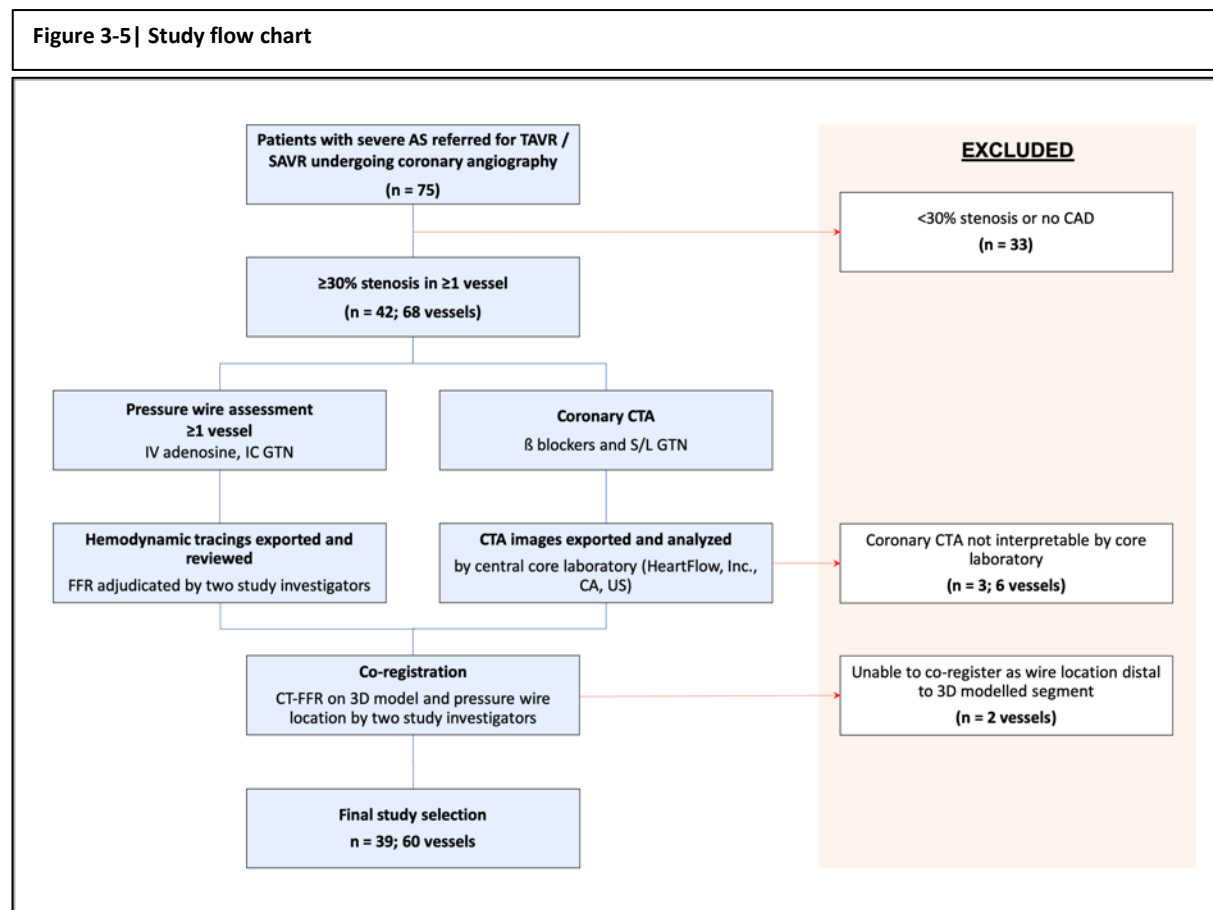 Figure 3-5| Study flow chart
Patients with severe AS referred for TAVR /
SAVR undergoing coronary angiography
(n = 75)
EXCLUDED
<30% stenosis or no CAD
(n = 33)
≥30% stenosis in ≥1 vessel
(n = 42; 68 vessels)
Pressure wire assessment
≥1 vessel
IV adenosine, IC GTN
Coronary CTA
ß blockers and S/L GTN
Hemodynamic tracings exported and
reviewed
FFR adjudicated by two study investigators
CTA images exported and analyzed
by central core laboratory (HeartFlow, Inc.,
CA, US)
Coronary CTA not interpretable by core
laboratory
(n = 3; 6 vessels)
Co-registration
CT-FFR on 3D model and pressure wire
location by two study investigators
Unable to co-register as wire location distal
to 3D modelled segment
(n = 2 vessels)
Final study selection
n = 39; 60 vessels